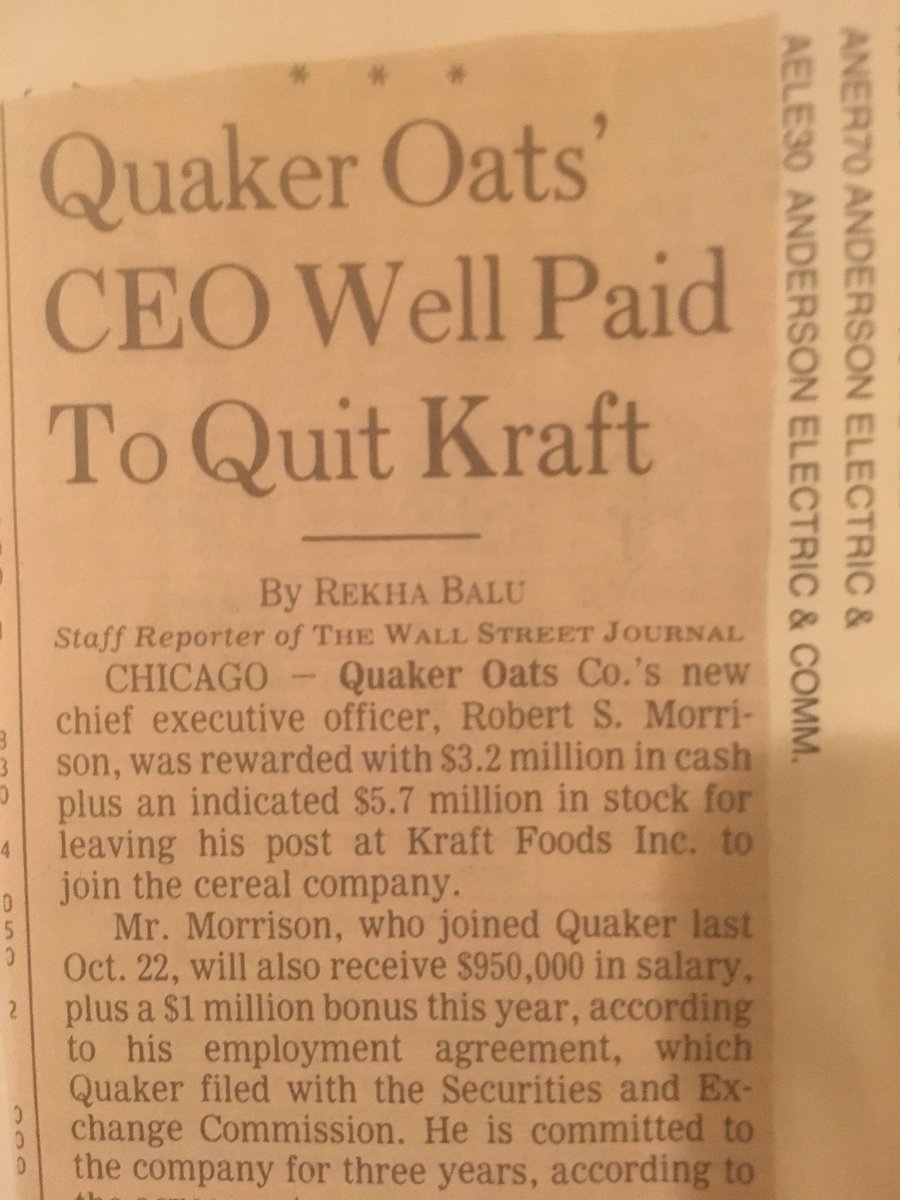 * * *
Quaker Oats'
CEO Well Paid
To Quit Kraft
By REKHA BALU
Staff Reporter of THE WALL STREET JOURNAL
CHICAGO — Quaker Oats Co.'s new
chief executive officer, Robert S. Morri-
son, was rewarded with $3.2 million in cash
plus an indicated $5.7 million in stock for
leaving his post at Kraft Foods Inc. to
join the cereal company.
Mr. Morrison, who joined Quaker last
Oct. 22, will also receive $950,000 in salary,
plus a $1 million bonus this year, according
to his employment agreement, which
Quaker filed with the Securities and Ex-
change Commission. He is committed to
the company for three years, according to
ANER70 ANDERSON ELECTRIC &
AELE30 ANDERSON ELECTRIC & COMM.